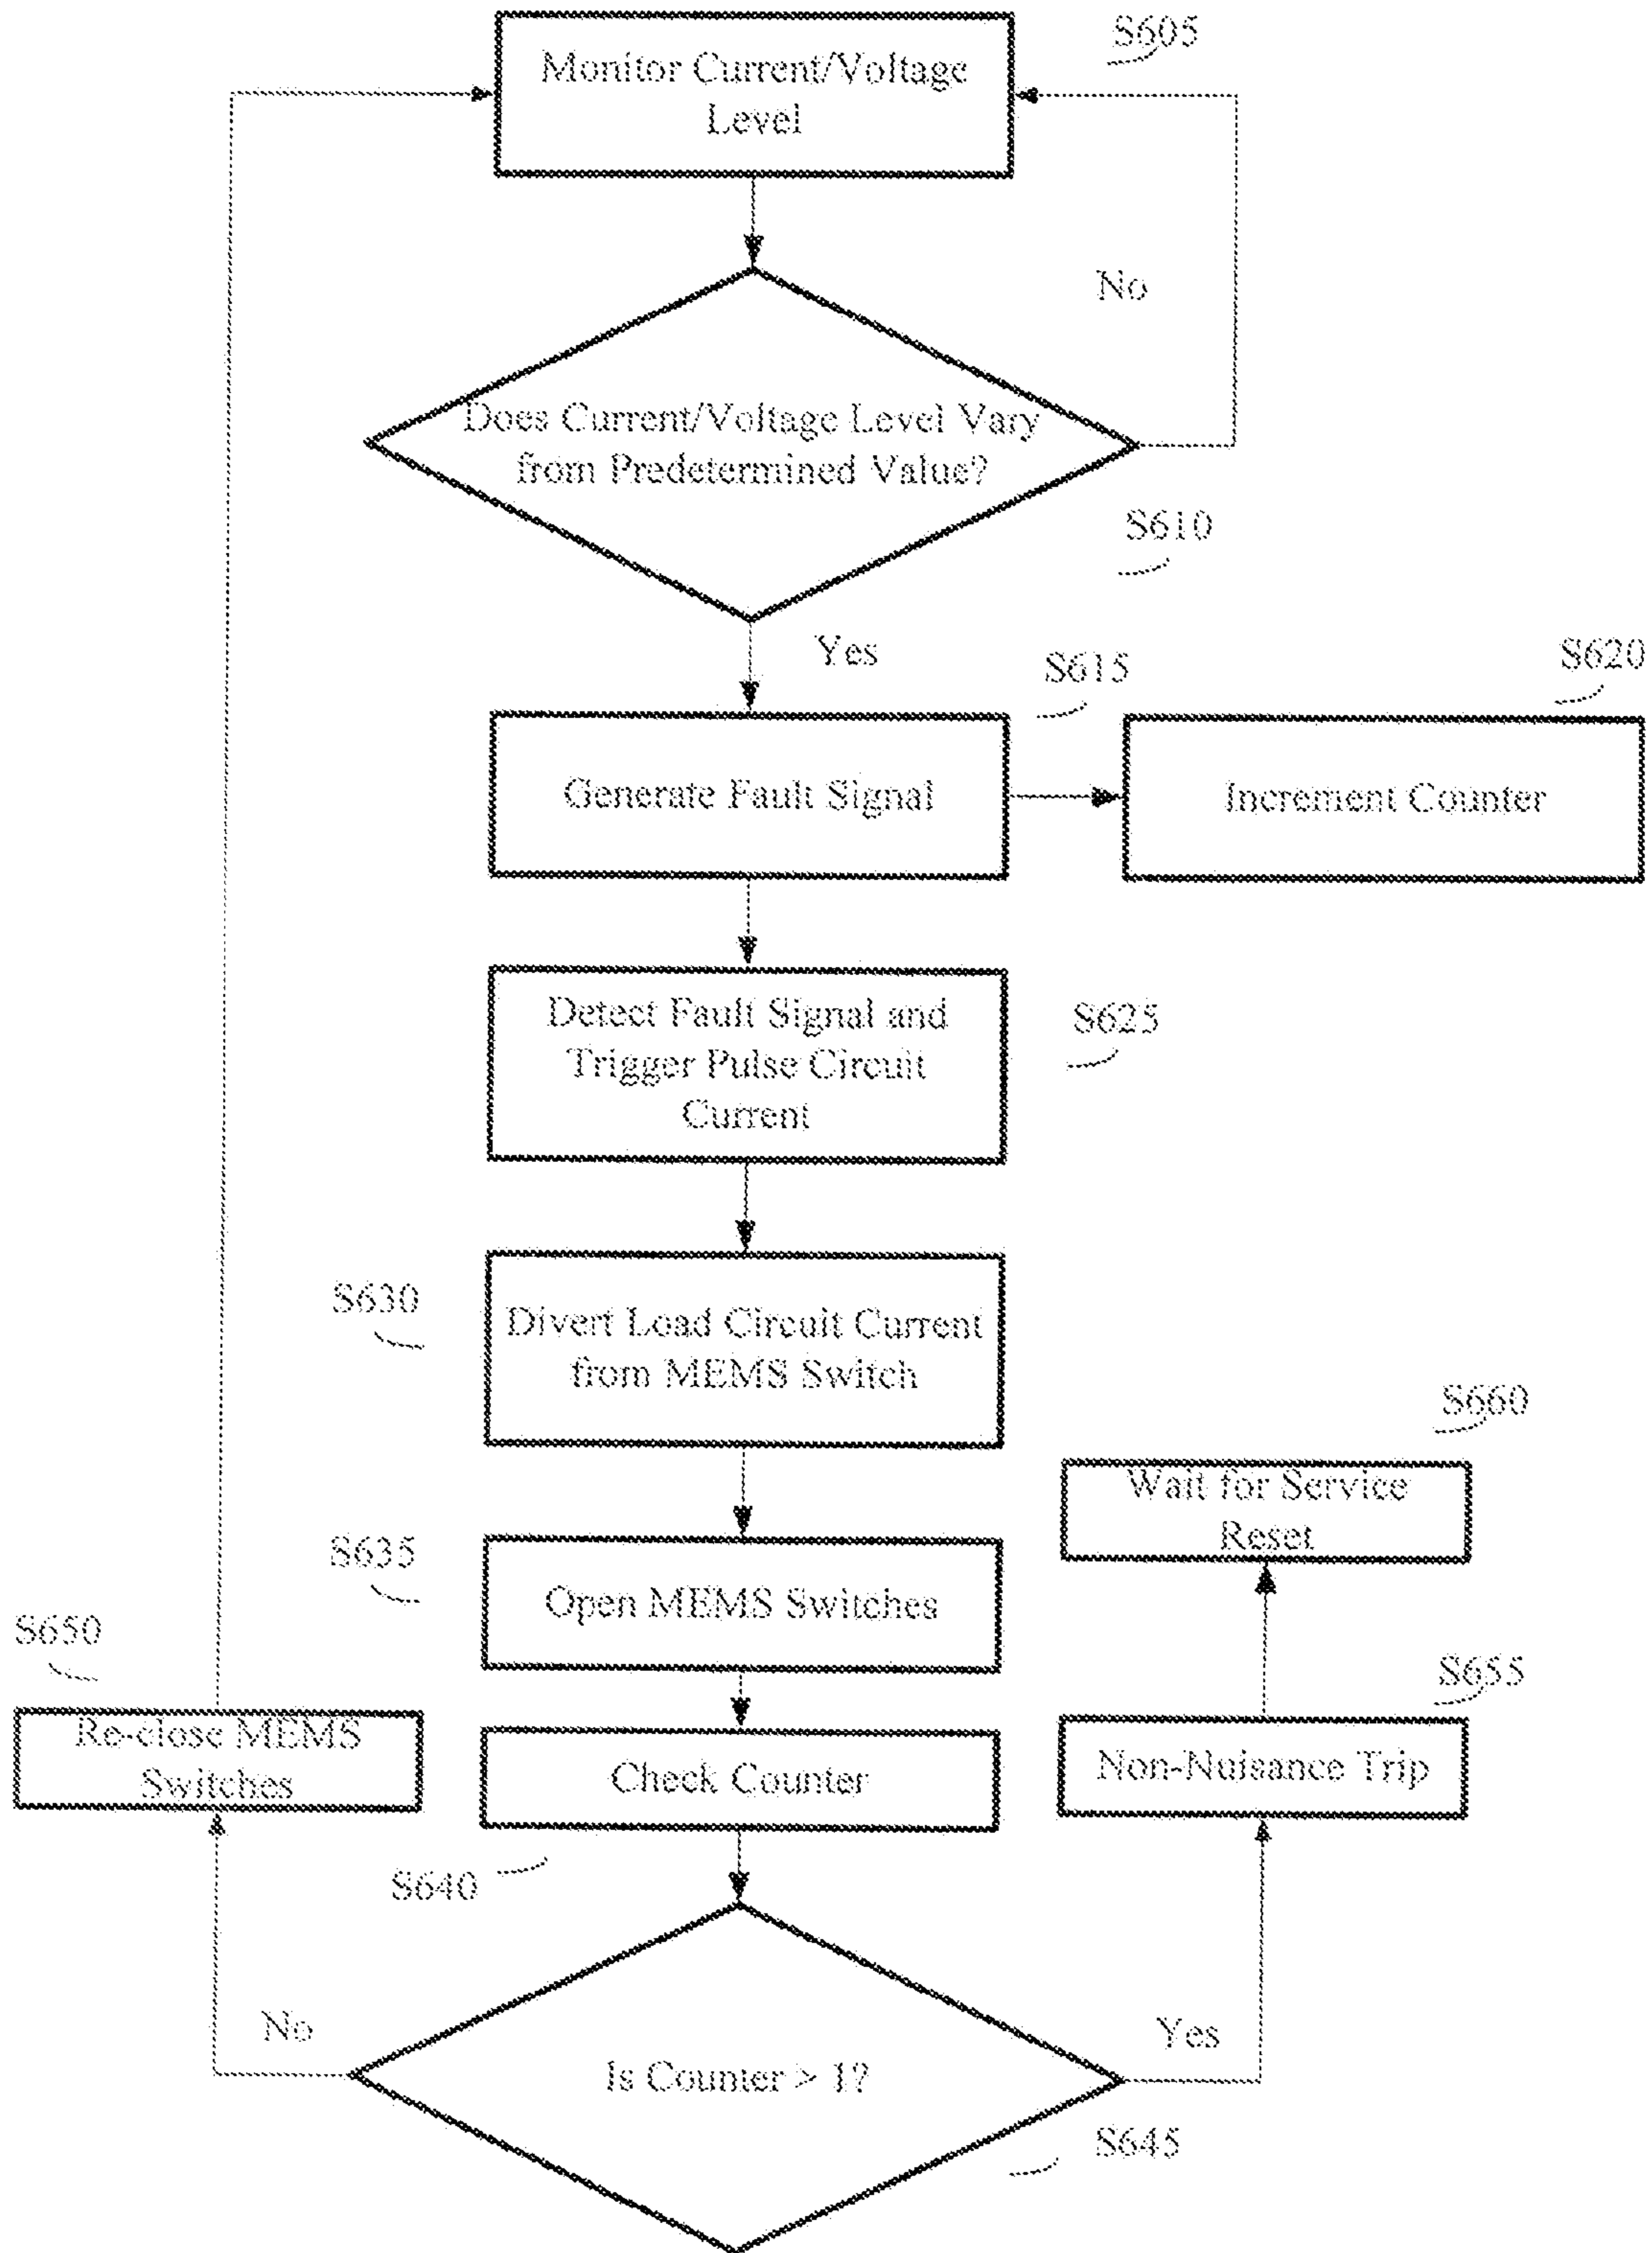 S605
Monitor Current/Voltage
Level
No
Does Current/Voltage Level Vary
from Predetermined Value?
S610
Yes
S615
S620
Generate Fault Signal
Increment Counter
Detect Fault Signal and
Trigger Pulse Circuit
Current
S625
S630
Divert Load Circuit Current
from MEMS Switch
S660
Wait for Service
Reset
S635
Open MEMS Switches
S650
S655
Re-close MEMS
Switches
Check Counter
Non-Nuisance Trip
S640
No
Yes
Is Counter > 1?
S645